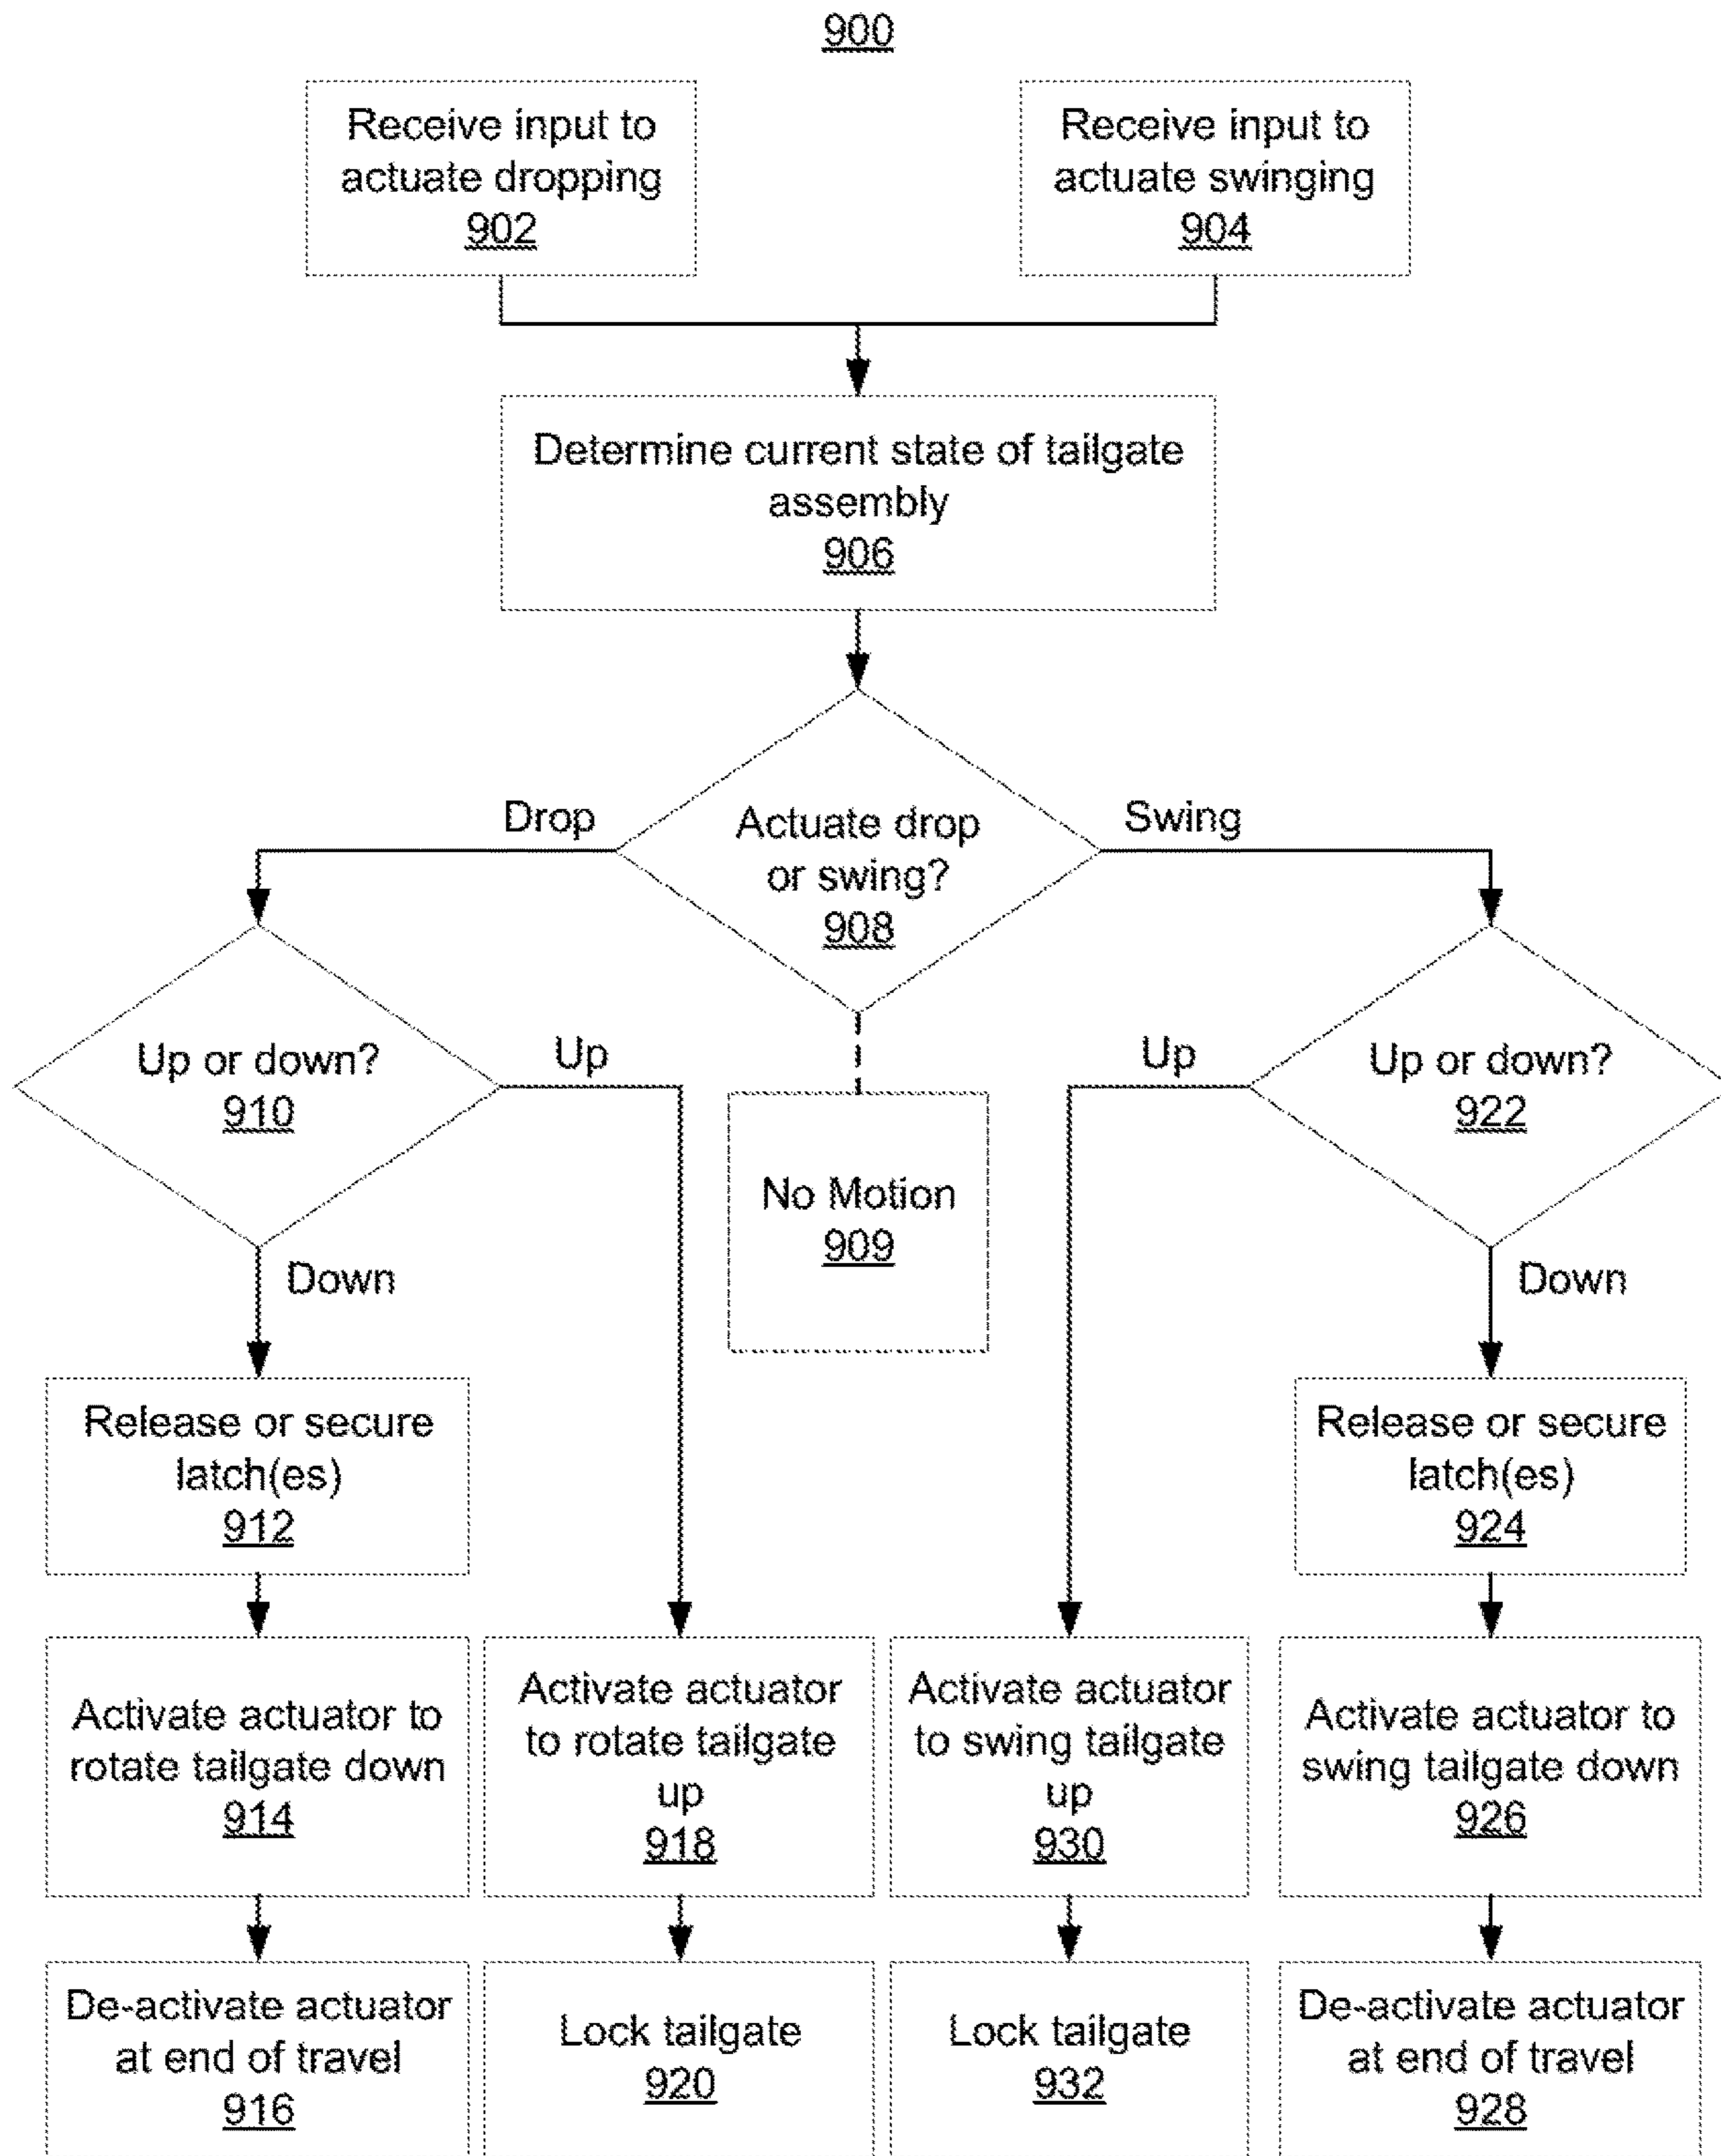 900
Receive input to
actuate dropping
902
Receive input to
actuate swinging
904
Determine current state of tailgate
assembly
906
Drop
Actuate drop
or swing?
908
Swing
Up or down?
910
Up
No Motion
909
Up
Up or down?
922
Down
Down
Release or secure
latch(es)
912
Release or secure
latch(es)
924
Activate actuator to
rotate tailgate down
914
Activate actuator
to rotate tailgate
up
918
Activate actuator
to swing tailgate
up
930
Activate actuator to
swing tailgate down
926
De-activate actuator
at end of travel
916
Lock tailgate
920
Lock tailgate
932
De-activate actuator
at end of travel
928